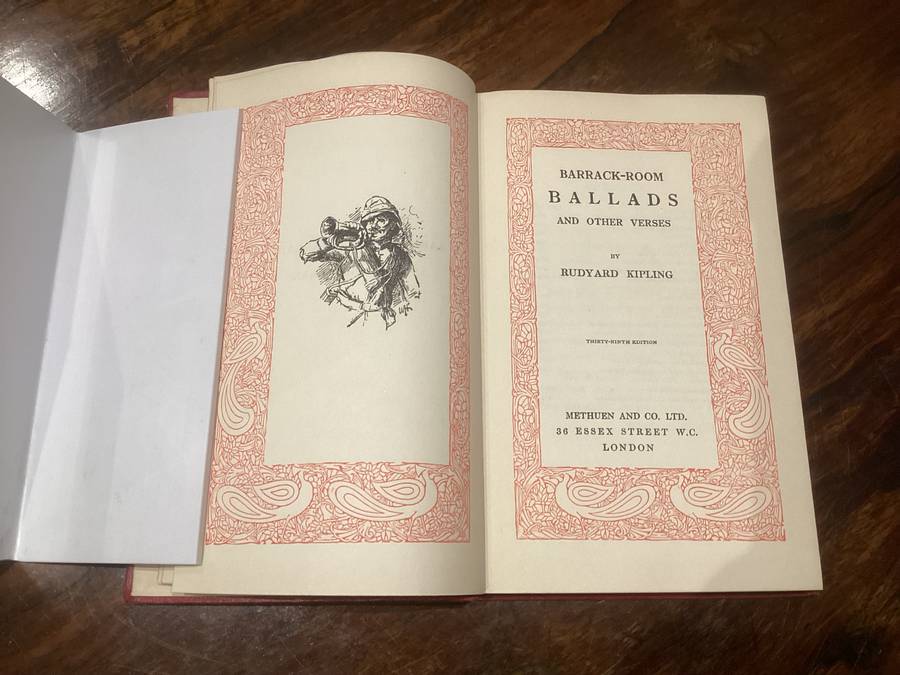 BARRACK-ROOM
BALLADS
AND OTHER VERSES
BY
RUDYARD KIPLING
THIRTY-NINTH EDITION
METHUEN AND CO. LTD.
36 ESSEX STREET W.C.
LONDON